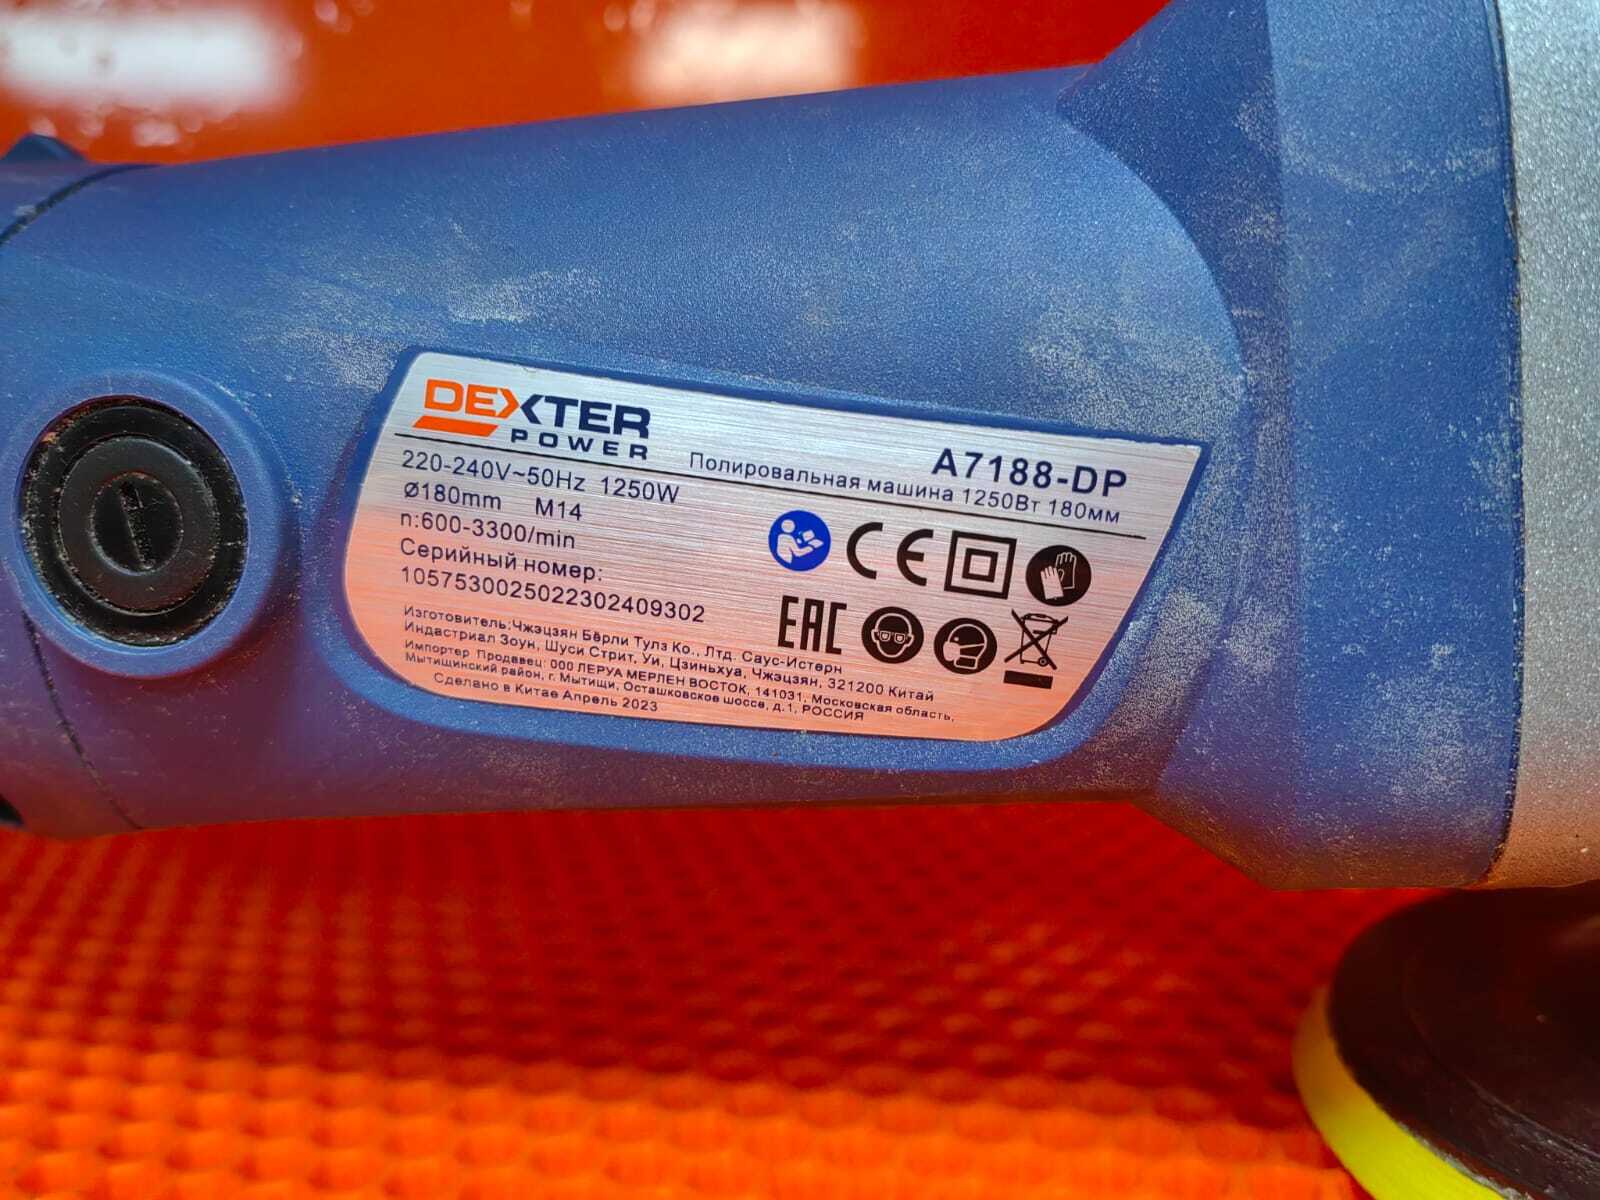 DEXTER
POWER
A7188-DP
220-240V~50Hz 1250W
Полировальная машина 1250Вт 180мм
Ø180mm M14
n:600-3300/min
Серийный номер:
105753002502230240​9302
CE
EAC
Изготовитель:Чжэцзян Бёрли Тулз Ко., Лтд. Саус-Истерн
Индастриал Зоун, Шуси Стрит, Уи, Цзиньхуа, Чжэцзян, 321200 Китай
Импортер Продавец: ООО ЛЕРУА МЕРЛЕН ВОСТОК, 141031, Московская область,
Мытищинский район, г. Мытищи, Осташковское шоссе, д.1, РОССИЯ
Сделано в Китае Апрель 2023